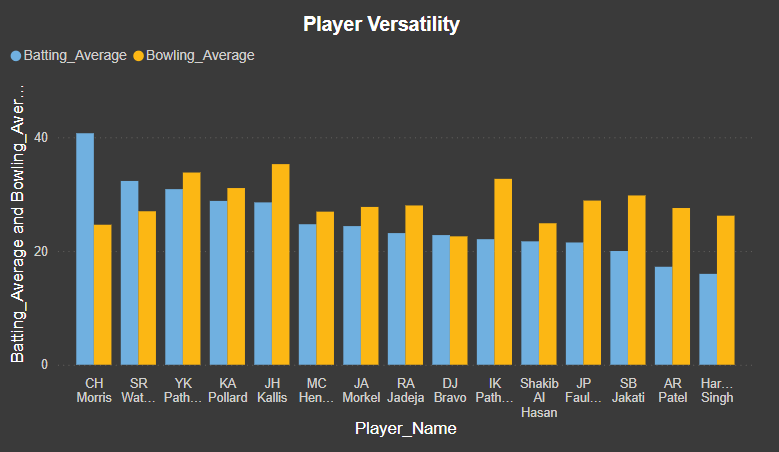 Player Versatility
Batting_Average Bowling_Average
Batting_Average and Bowling_Aver...
40
20
0
CH Morris
SR Wat...
YK Path...
KA Pollard
JH Kallis
MC Hen...
JA Morkel
RA Jadeja
DJ Bravo
IK Path...
Shakib Al Hasan
JP Faul...
SB Jakati
AR Patel
Har... Singh
Player_Name